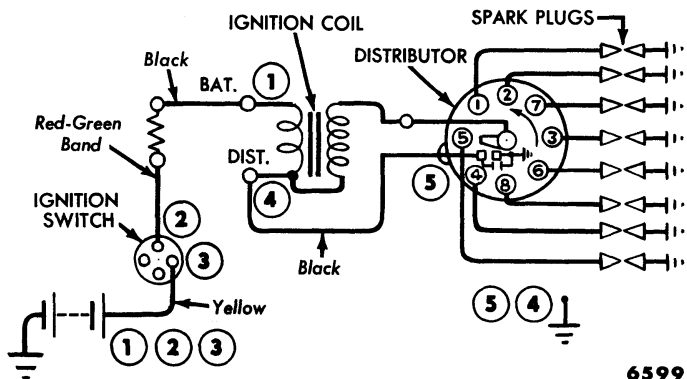 SPARK PLUGS
IGNITION COIL
DISTRIBUTOR
Black
BAT.
1
1
2
7
Red-Green
Band
5
3
DIST.
5
4
6
4
8
IGNITION
SWITCH
2
3
Black
Yellow
5 4
1 2 3
6599